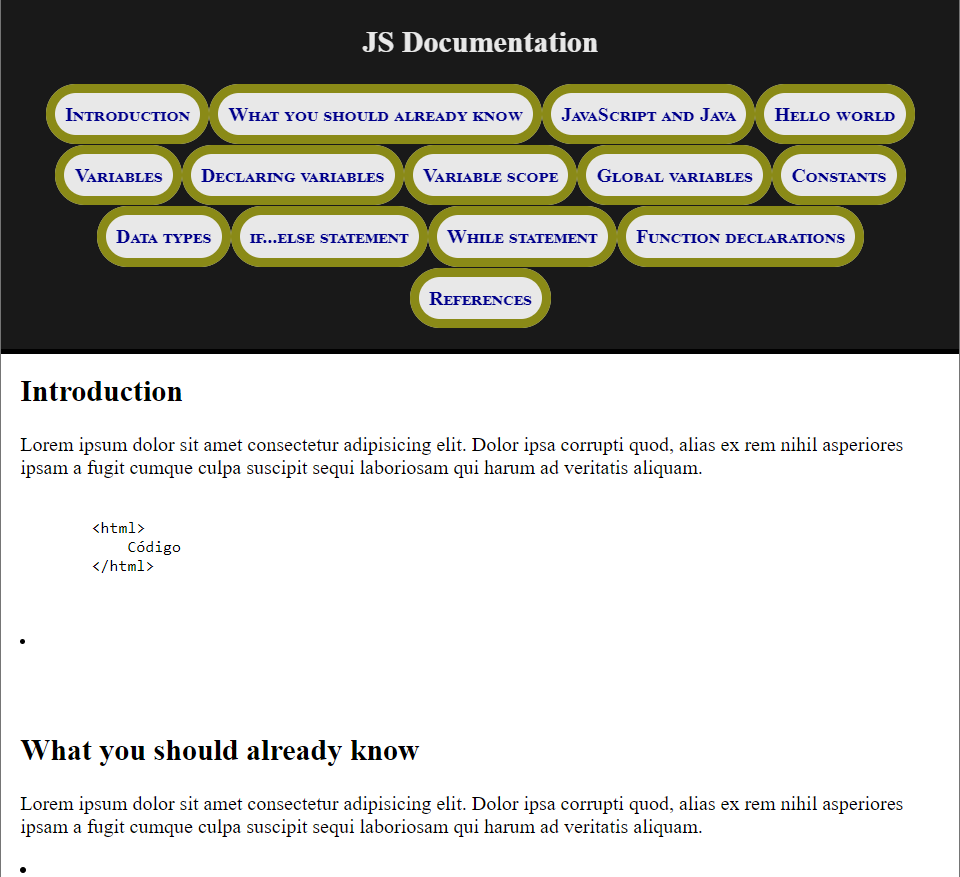 JS Documentation
Introduction What you should already know JavaScript and Java Hello world
Variables Declaring variables Variable scope Global variables Constants
Data types if...else statement While statement Function declarations
References
Introduction
Lorem ipsum dolor sit amet consectetur adipisicing elit. Dolor ipsa corrupti quod, alias ex rem nihil asperiores
ipsam a fugit cumque culpa suscipit sequi laboriosam qui harum ad veritatis aliquam.
<html>
Código
</html>
•
What you should already know
Lorem ipsum dolor sit amet consectetur adipisicing elit. Dolor ipsa corrupti quod, alias ex rem nihil asperiores
ipsam a fugit cumque culpa suscipit sequi laboriosam qui harum ad veritatis aliquam.
•